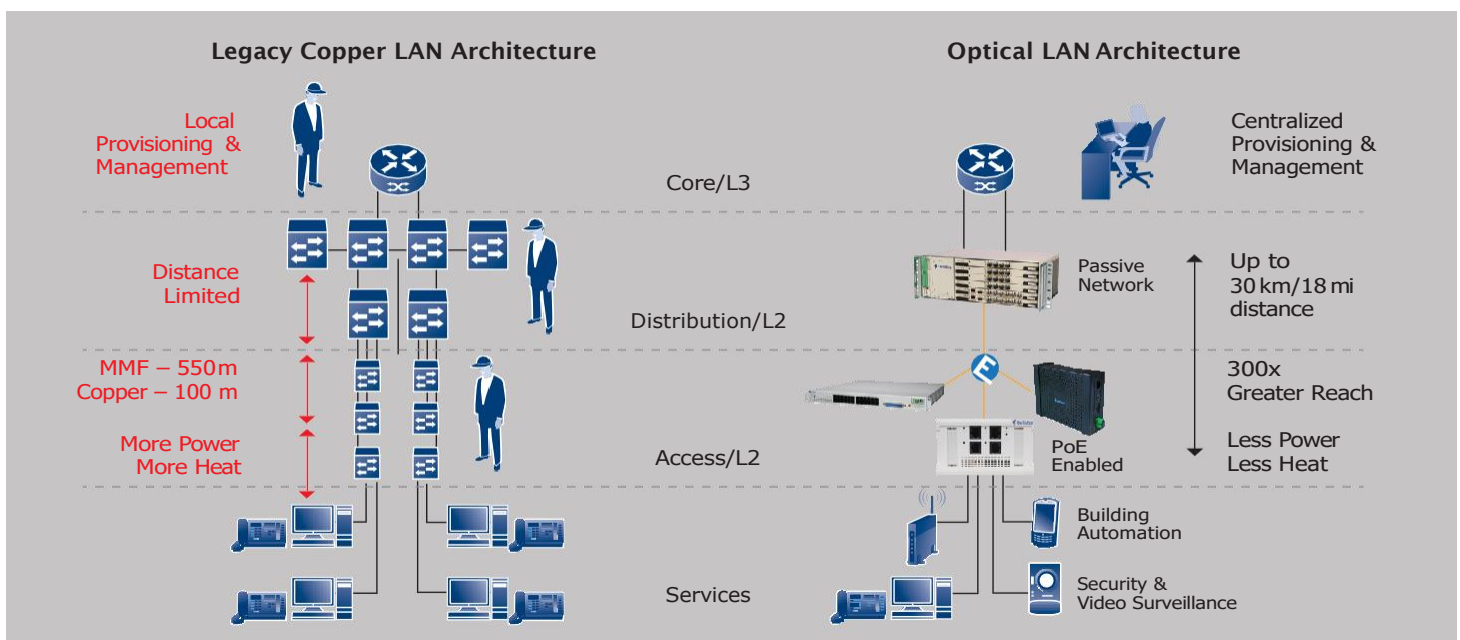 Legacy Copper LAN Architecture
Optical LAN Architecture
Local
Provisioning &
Management
Core/L3
Centralized
Provisioning &
Management
Distance
Limited
Distribution/L2
Passive
Network
Up to
30 km/18 mi
distance
MMF – 550 m
Copper – 100 m
E
300x
Greater Reach
More Power
More Heat
Access/L2
PoE
Enabled
Less Power
Less Heat
Building
Automation
Services
Security &
Video Surveillance